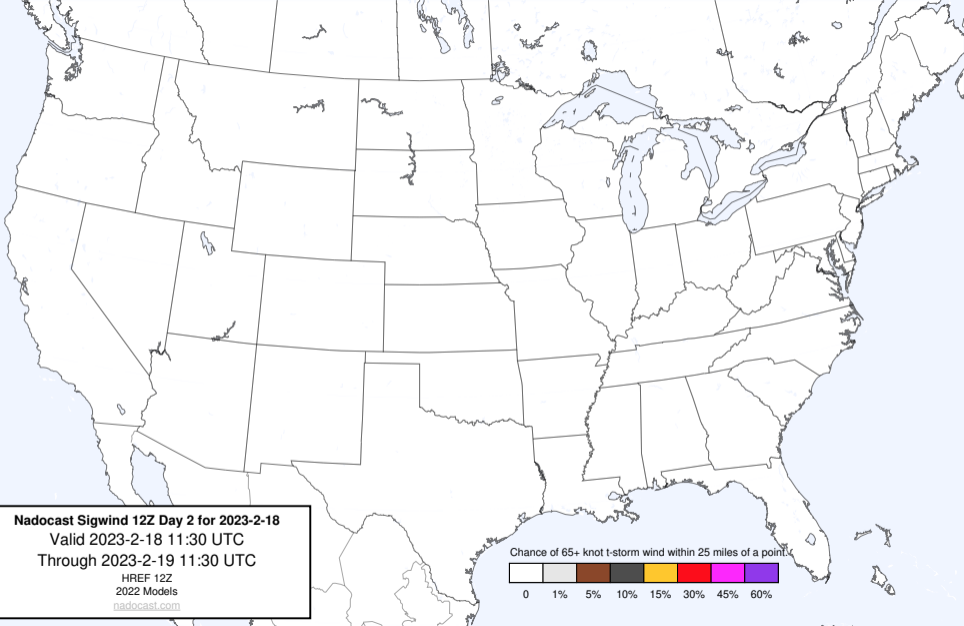 Nadocast Sigwind 12Z Day 2 for 2023-2-18
Valid 2023-2-18 11:30 UTC
Through 2023-2-19 11:30 UTC
HREF 12Z
2022 Models
nadocast.com
Chance of 65+ knot t-storm wind within 25 miles of a point.
0 1% 5% 10% 15% 30% 45% 60%